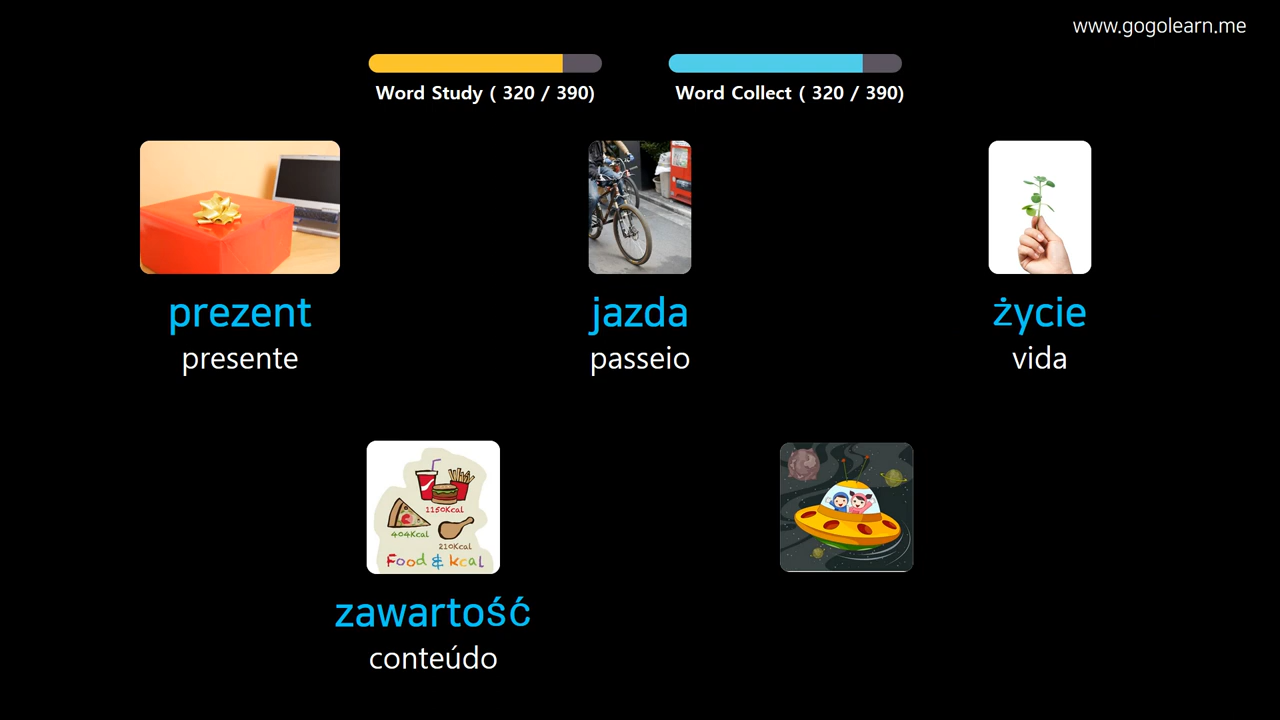 www.gogolearn.me
Word Study ( 320 / 390)
Word Collect ( 320 / 390)
prezent
presente
jazda
passeio
życie
vida
1150Kcal
404Kcal
210Kcal
Food & kcal
zawartość
conteúdo